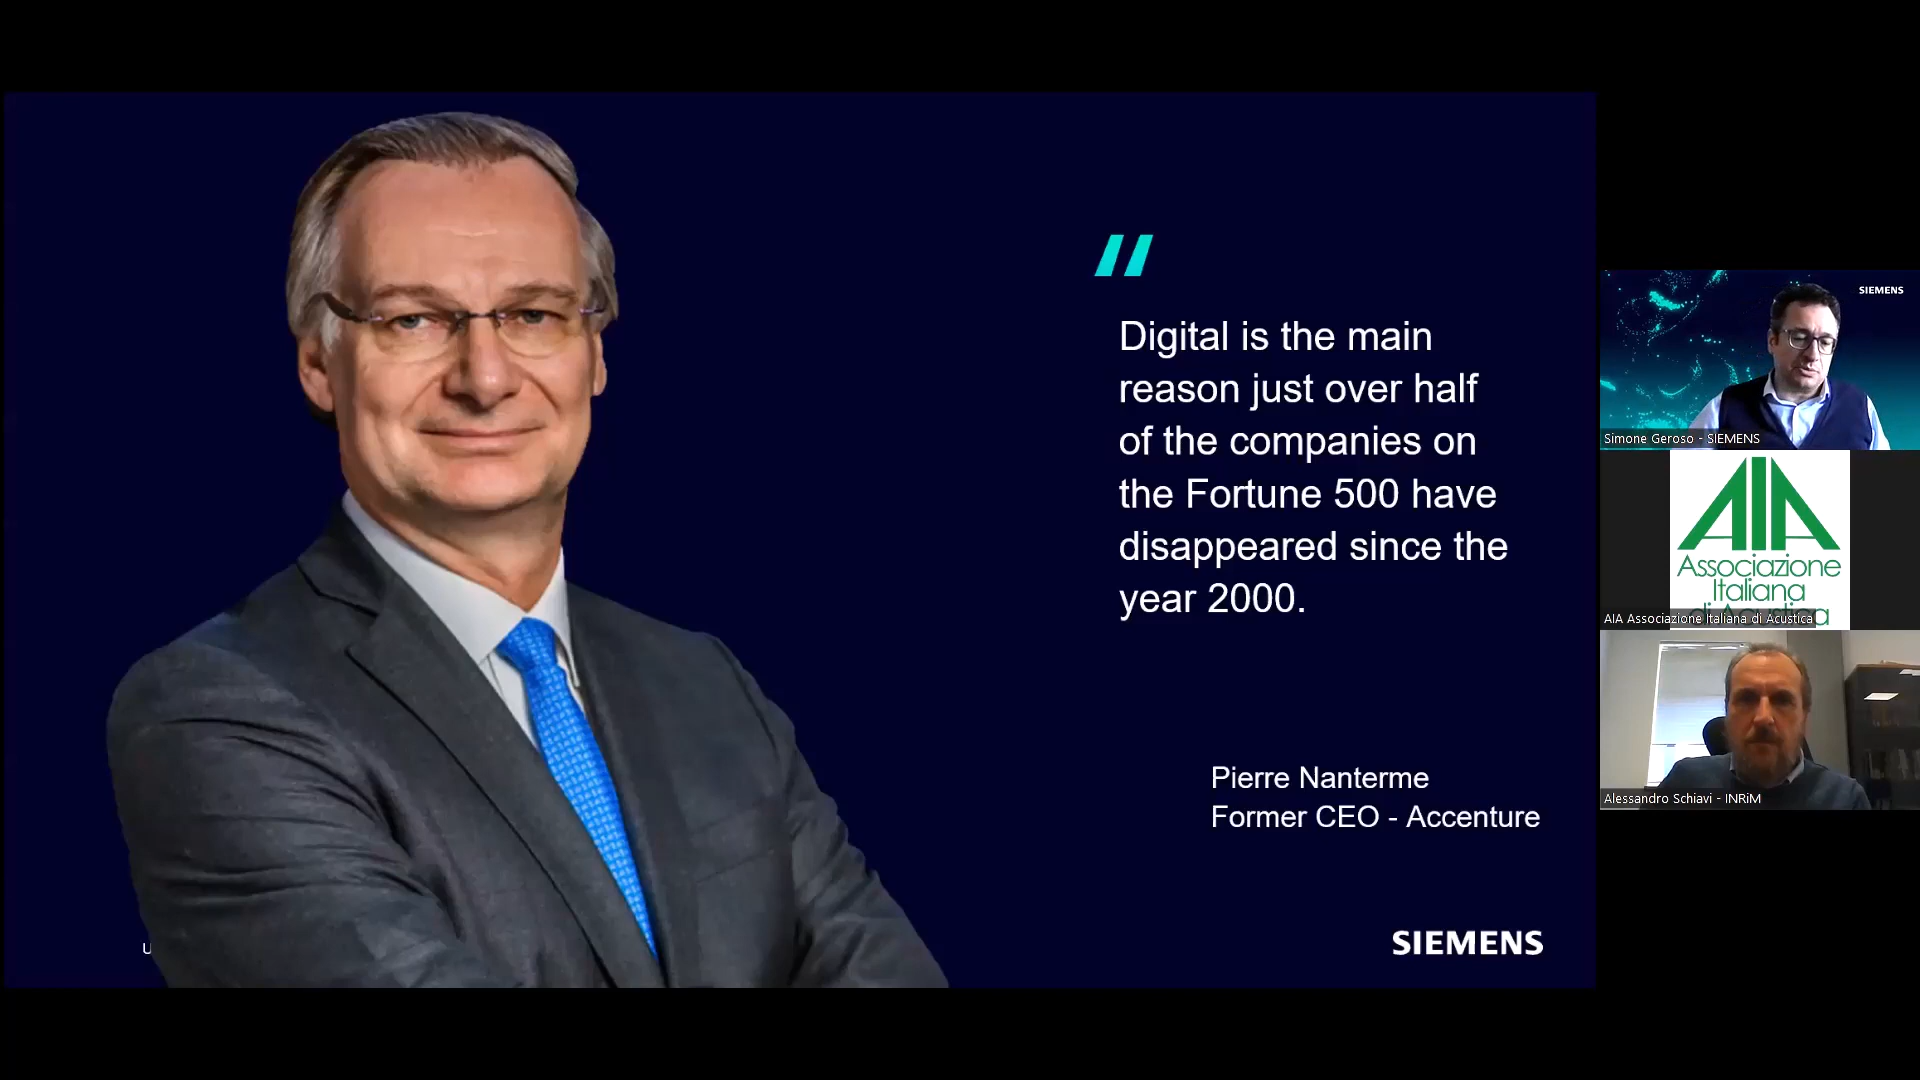 Digital is the main
reason just over half
of the companies on
the Fortune 500 have
disappeared since the
year 2000.
Pierre Nanterme
Former CEO - Accenture
U
SIEMENS
SIEMENS
Simone Geroso - SIEMENS
AIA
Associazione
Italiana
di Acustica
AIA Associazione Italiana di Acustica
Alessandro Schiavi - INRiM